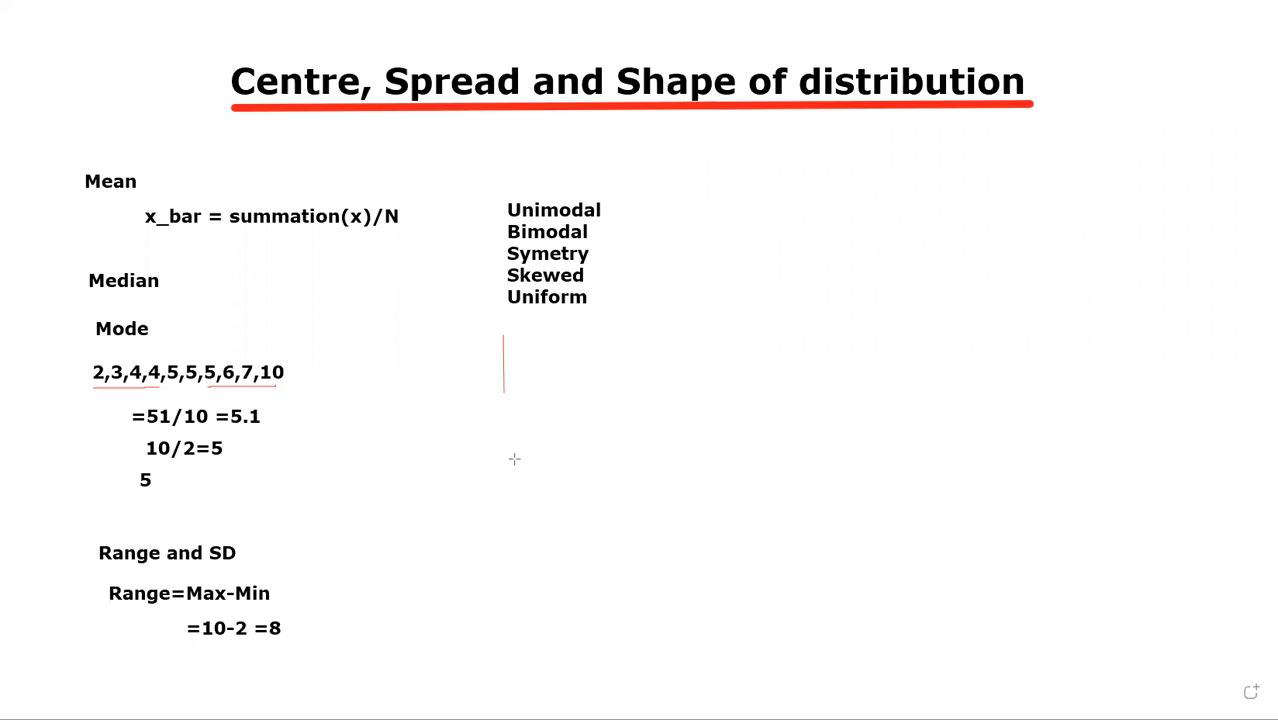 Centre, Spread and Shape of distribution
Mean
x_bar = summation(x)/N
Median
Mode
2,3,4,4,5,5,5,6,7,10
=51/10 =5.1
10/2=5
5
Range and SD
Range=Max-Min
=10-2 =8
Unimodal
Bimodal
Symetry
Skewed
Uniform